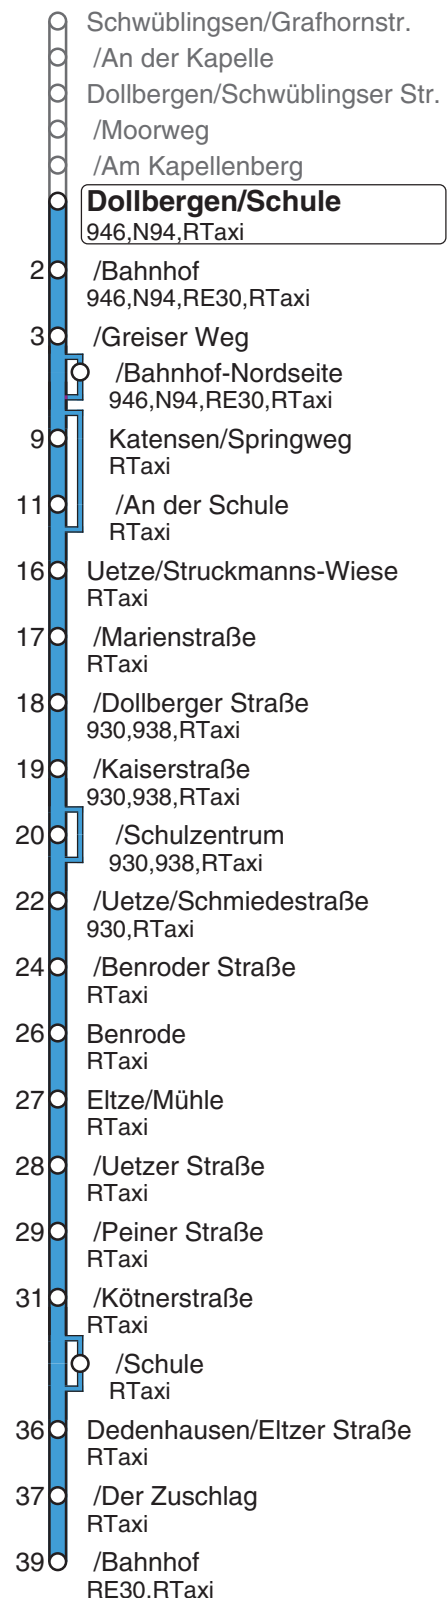 Schwüblingsen/Grafhornstr.
/An der Kapelle
Dollbergen/Schwüblingser Str.
/Moorweg
/Am Kapellenberg
Dollbergen/Schule
946,N94,RTaxi
2 /Bahnhof
946,N94,RE30,RTaxi
3 /Greiser Weg
/Bahnhof-Nordseite
946,N94,RE30,RTaxi
9 Katensen/Springweg
RTaxi
11 /An der Schule
RTaxi
16 Uetze/Struckmanns-Wiese
RTaxi
17 /Marienstraße
RTaxi
18 /Dollberger Straße
930,938,RTaxi
19 /Kaiserstraße
930,938,RTaxi
20 /Schulzentrum
930,938,RTaxi
22 /Uetze/Schmiedestraße
930,RTaxi
24 /Benroder Straße
RTaxi
26 Benrode
RTaxi
27 Eltze/Mühle
RTaxi
28 /Uetzer Straße
RTaxi
29 /Peiner Straße
RTaxi
31 /Kötnerstraße
RTaxi
/Schule
RTaxi
36 Dedenhausen/Eltzer Straße
RTaxi
37 /Der Zuschlag
RTaxi
39 /Bahnhof
RE30,RTaxi